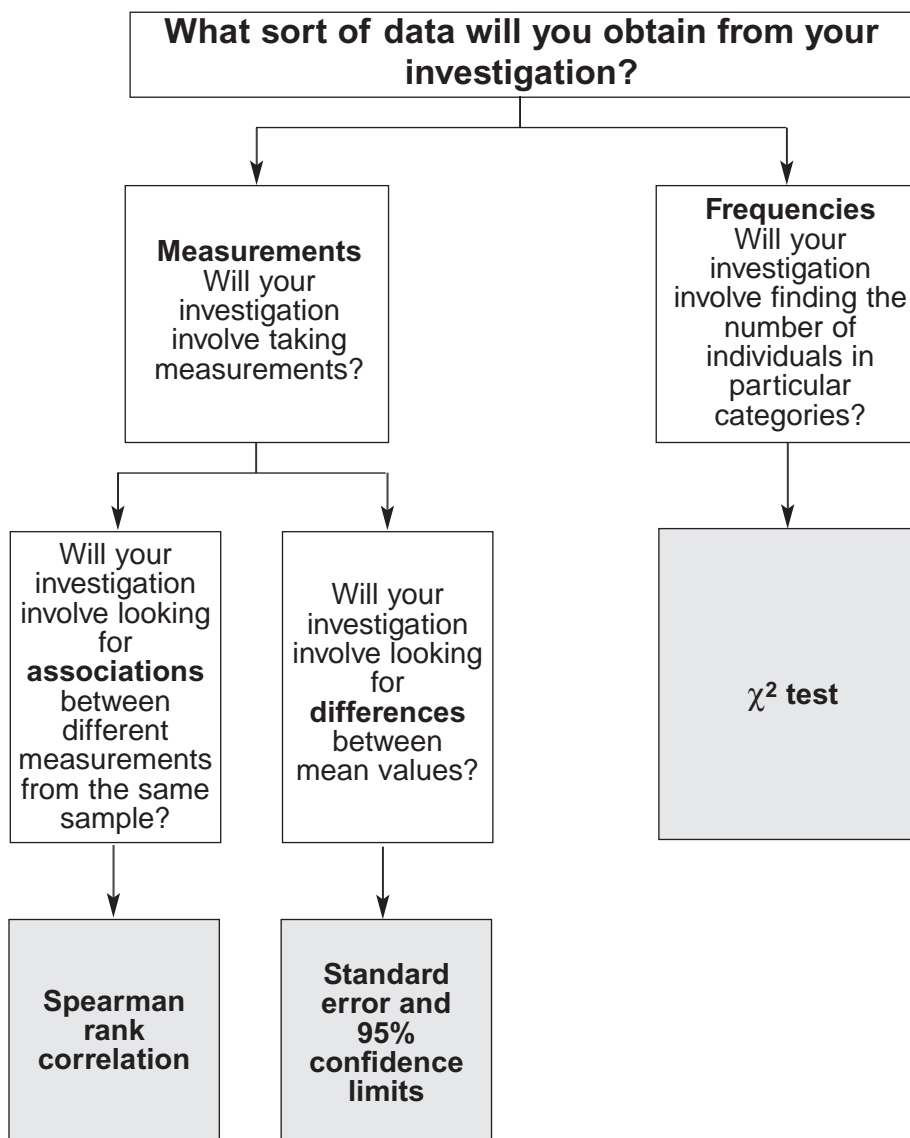 What sort of data will you obtain from your
investigation?
Measurements
Will your
investigation
involve taking
measurements?
Frequencies
Will your
investigation
involve finding the
number of
individuals in
particular
categories?
Will your
investigation
involve looking
for
associations
between
different
measurements
from the same
sample?
Will your
investigation
involve looking
for
differences
between
mean values?
χ² test
Spearman
rank
correlation
Standard
error and
95%
confidence
limits